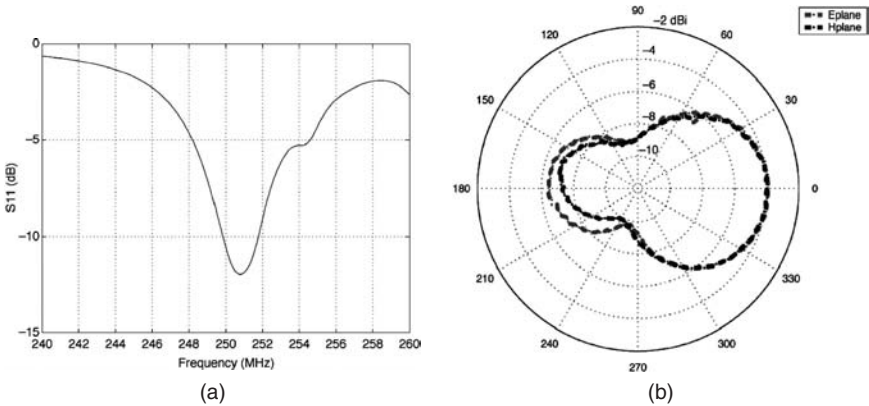 0
−5
−10
−15
S11 (dB)
240 242 244 246 248 250 252 254 256 258 260
Frequency (MHz)
(a)
Eplane
Hplane
90
−2 dBi
120
60
−4
−6
150
30
−8
−10
180
0
210
330
240
300
270
(b)